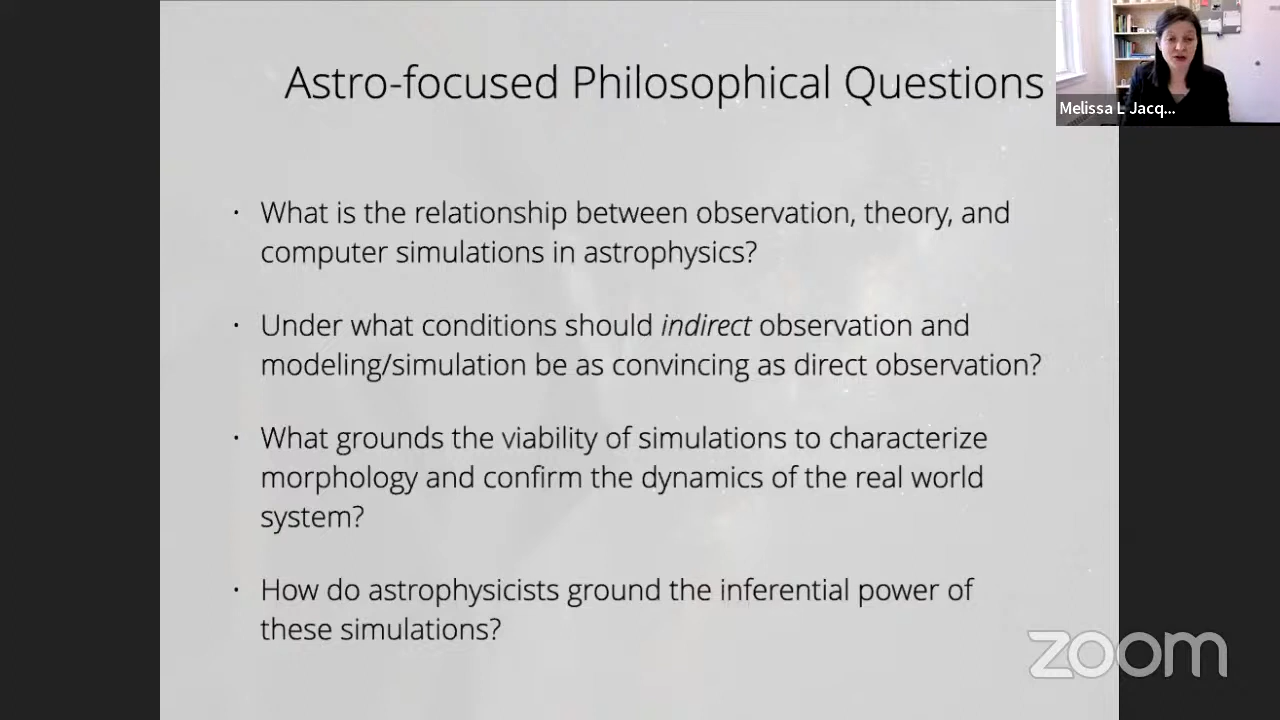 Astro-focused Philosophical Questions
Melissa L Jacq...
· What is the relationship between observation, theory, and
computer simulations in astrophysics?
· Under what conditions should indirect observation and
modeling/simulation be as convincing as direct observation?
· What grounds the viability of simulations to characterize
morphology and confirm the dynamics of the real world
system?
· How do astrophysicists ground the inferential power of
these simulations?
zoom